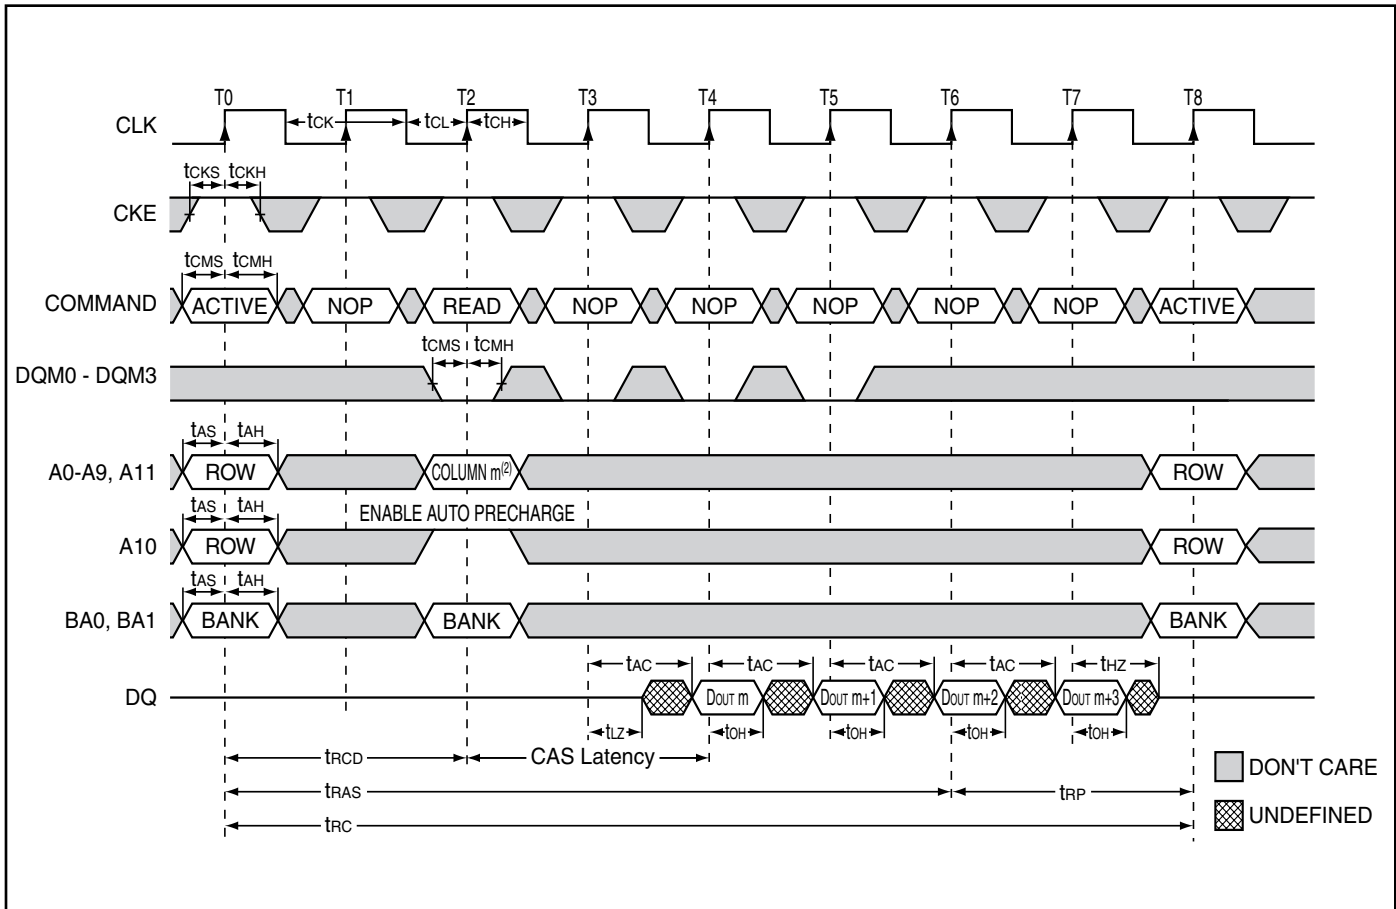 T0 T1 T2 T3 T4 T5 T6 T7 T8
CLK tCK tCL tCH
tCKS tCKH
CKE
tCMS tCMH
COMMAND ACTIVE NOP READ NOP NOP NOP NOP NOP ACTIVE
tCMS tCMH
DQM0 - DQM3
tAS tAH
A0-A9, A11 ROW COLUMN m(2) ROW
tAS tAH ENABLE AUTO PRECHARGE
A10 ROW ROW
tAS tAH
BA0, BA1 BANK BANK BANK
tAC tAC tAC tAC tHZ
DQ DOUT m DOUT m+1 DOUT m+2 DOUT m+3
tLZ tOH tOH tOH tOH
tRCD CAS Latency
DON'T CARE
tRAS tRP
UNDEFINED
tRC